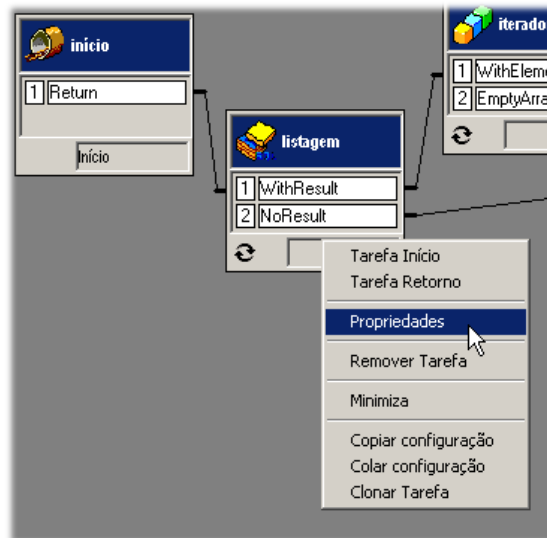 início
1 Return
Início
listagem
1 WithResult
2 NoResult
1 WithEleme
2 EmptyArra
iterado
Tarefa Início
Tarefa Retorno
Propriedades
Remover Tarefa
Minimiza
Copiar configuração
Colar configuração
Clonar Tarefa